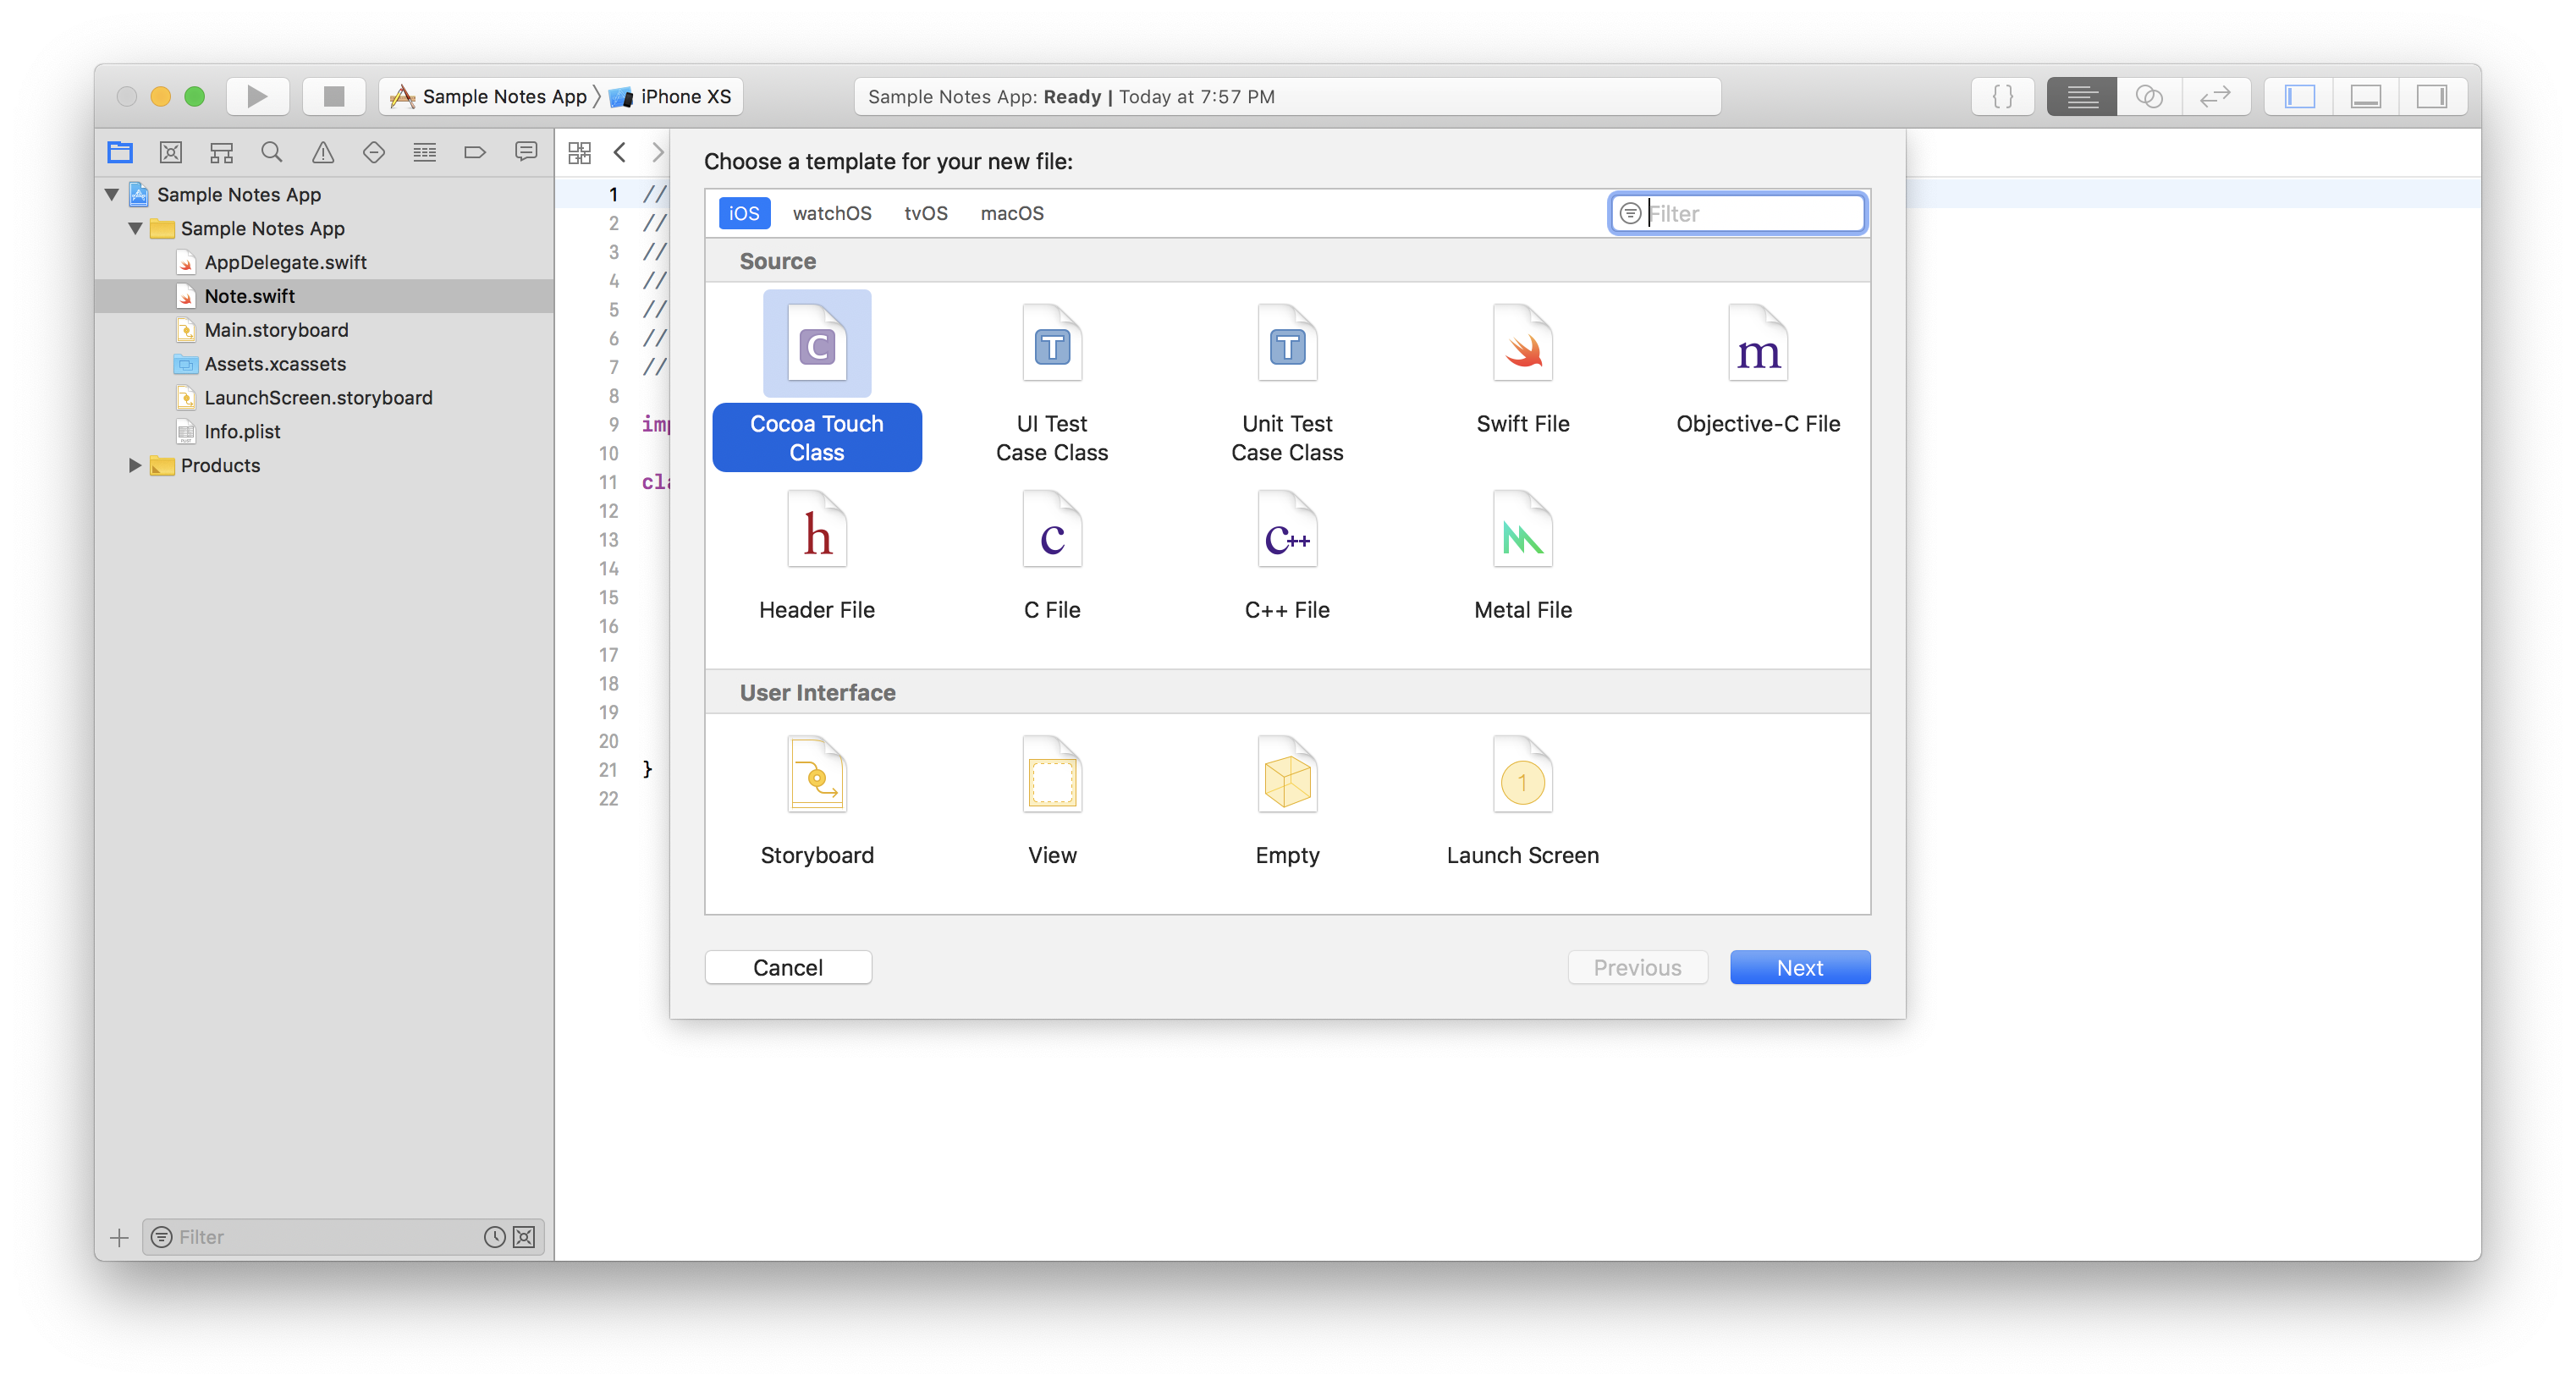 Sample Notes App 〉 iPhone XS
Sample Notes App: Ready | Today at 7:57 PM
{ }
Choose a template for your new file:
iOS watchOS tvOS macOS
Filter
Sample Notes App
Sample Notes App
AppDelegate.swift
Note.swift
Main.storyboard
Assets.xcassets
LaunchScreen.storyboard
Info.plist
Products
1 //
2 //
3 //
4 //
5 //
6 //
7 //
8
9 imp
10
11 cla
12
13
14
15
16
17
18
19
20
21 }
22
Source
C
T
T
m
Cocoa Touch
Class
UI Test
Case Class
Unit Test
Case Class
Swift File
Objective-C File
h
c
C++
Header File
C File
C++ File
Metal File
User Interface
1
Storyboard
View
Empty
Launch Screen
Cancel
Previous
Next
Filter